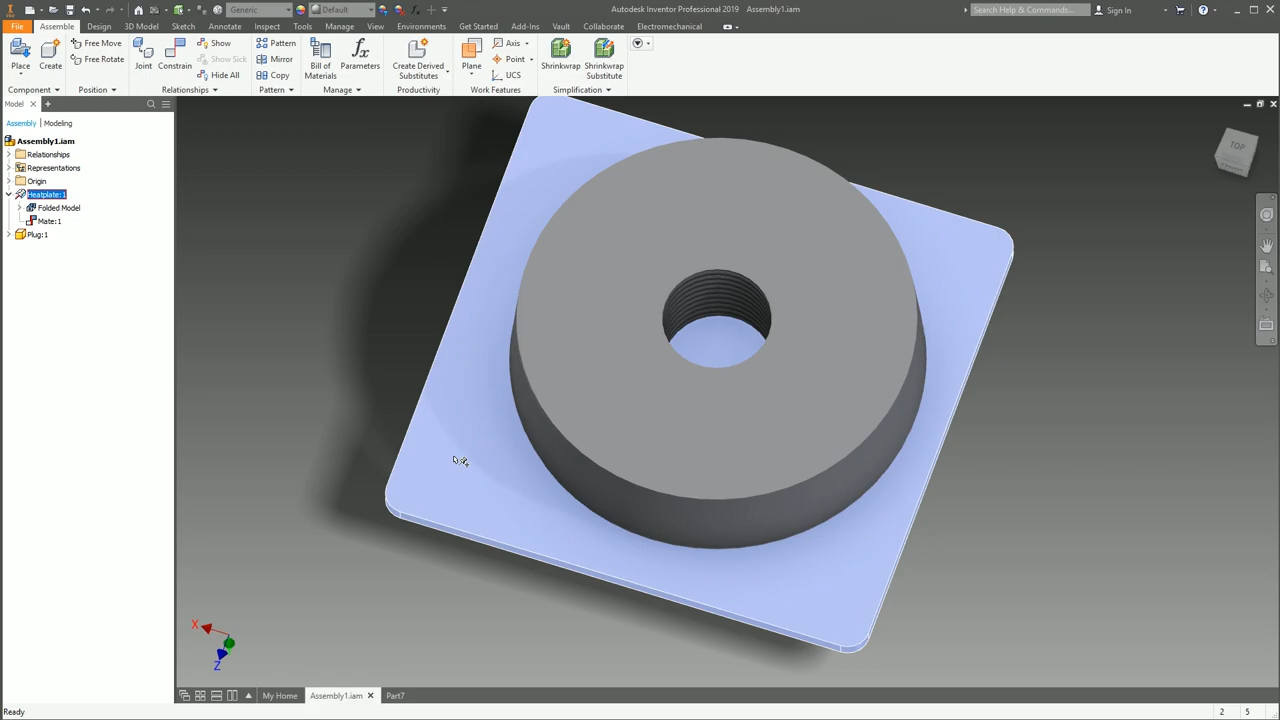 Generic
Default
Autodesk Inventor Professional 2019 Assembly1.iam
Search Help & Commands...
Sign In
File Assemble Design 3D Model Sketch Annotate Inspect Tools Manage View Environments Get Started Add-Ins Vault Collaborate Electromechanical
Place
Create
Free Move
Free Rotate
Joint
Constrain
Show
Show Sick
Hide All
Pattern
Mirror
Copy
Bill of
Materials
Parameters
Create Derived
Substitutes
Plane
Axis
Point
UCS
Shrinkwrap
Shrinkwrap
Substitute
Component Position Relationships Pattern Manage Productivity Work Features Simplification
Model
Assembly | Modeling
Assembly1.iam
Relationships
Representations
Origin
Heatplate:1
Folded Model
Mate:1
Plug:1
TOP
X
Z
My Home Assembly1.iam Part7
Ready
2 5